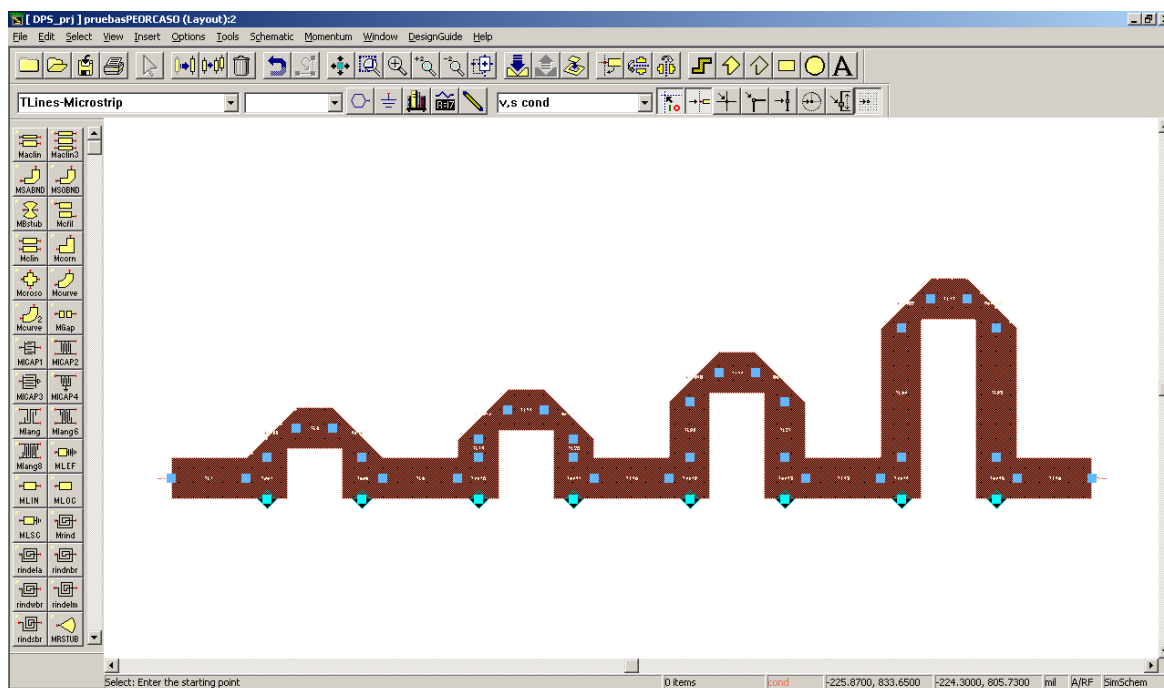 [ DPS_prj ] pruebasPEORCASO (Layout):2
File Edit Select View Insert Options Tools Schematic Momentum Window DesignGuide Help
TLines-Microstrip
v,s cond
Maclin Maclin3
MSABND MSOBND
MBstub Mcfil
Mclin Mcorn
Mcroso Mcurve
Mcurve MGap
MICAP1 MICAP2
MICAP3 MICAP4
Mlang Mlang6
Mlang8 MLEF
MLIN MLOC
MLSC Mrind
rindela rindnbr
rindwbr rindelm
rindsbr MRSTUB
Select: Enter the starting point
0 items
cond
-225.8700, 833.6500
-224.3000, 805.7300
mil
A/RF
SimSchem